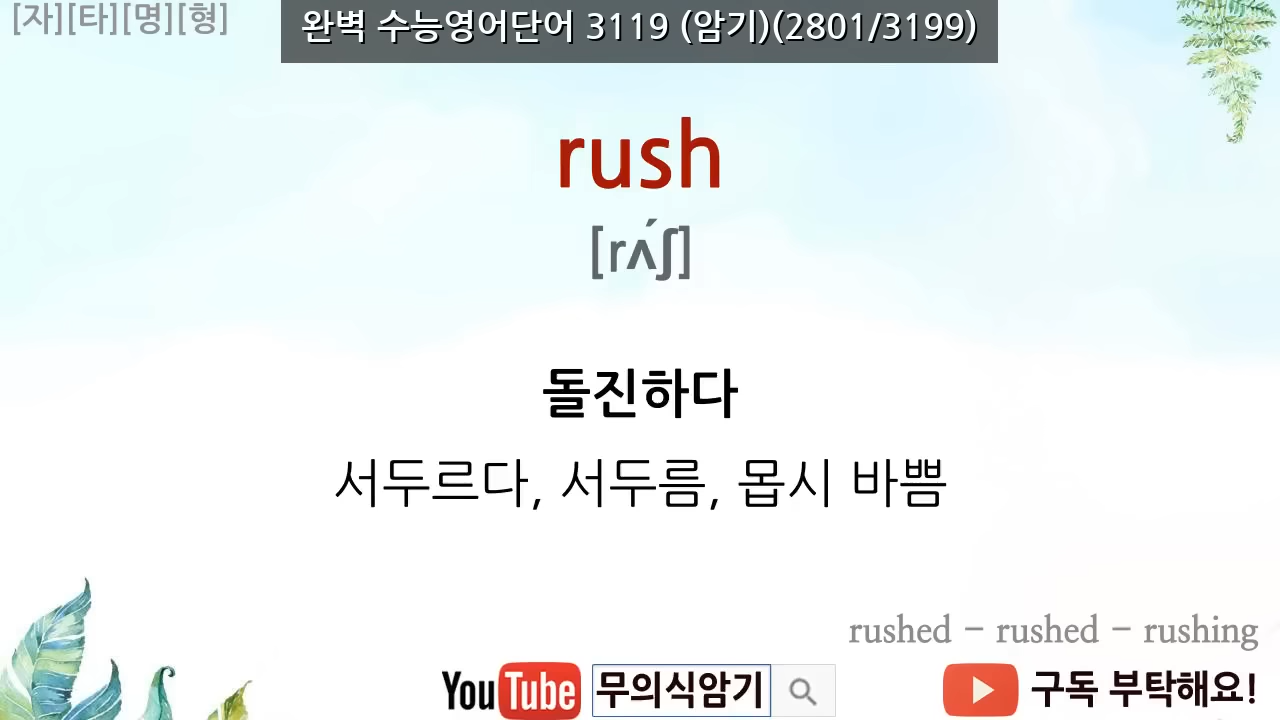 [자][타][명][형]
완벽 수능영어단어 3119 (암기)(2801/3199)
rush
[rʌ́ʃ]
돌진하다
서두르다, 서두름, 몹시 바쁨
rushed - rushed - rushing
YouTube 무의식암기
구독 부탁해요!